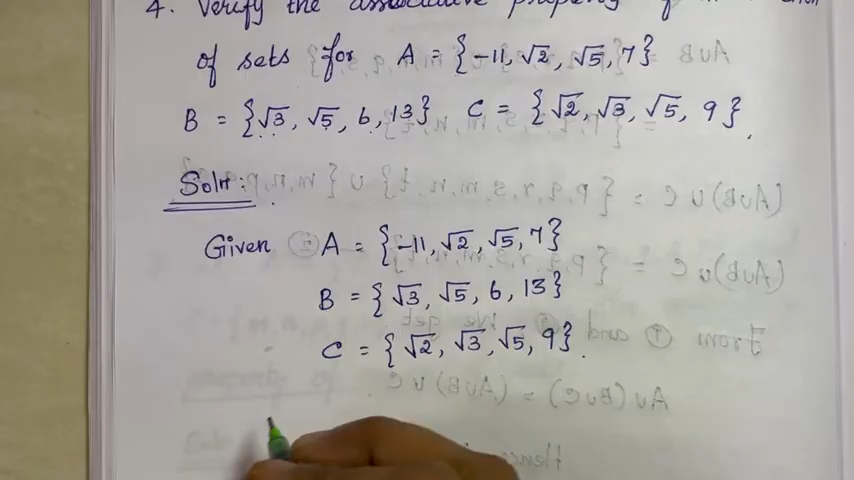 4. Verify the associative property of
of sets for A = {-11, √2, √5, 7}
B = {√3, √5, 6, 13} C = {√2, √3, √5, 9}.
Soln:
Given A = {-11, √2, √5, 7}
B = {√3, √5, 6, 13}
C = {√2, √3, √5, 9}.